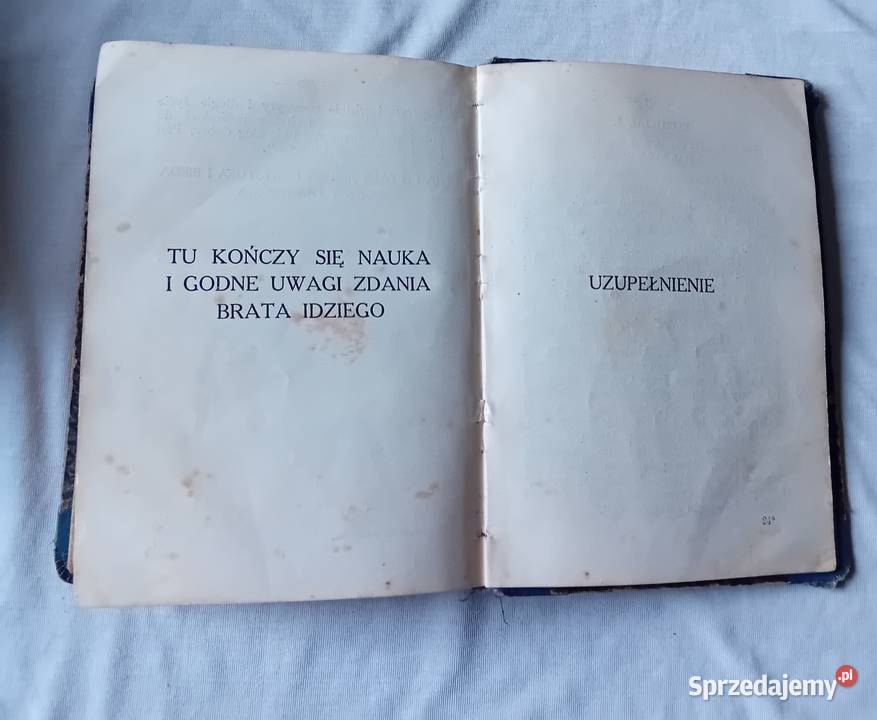 TU KOŃCZY SIĘ NAUKA
I GODNE UWAGI ZDANIA
BRATA IDZIEGO
UZUPEŁNIENIE
Sprzedajemy.pl